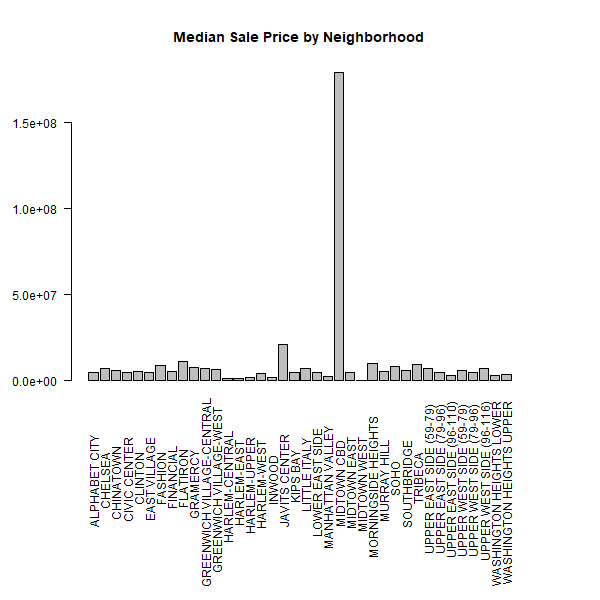 Median Sale Price by Neighborhood
1.5e+08
1.0e+08
5.0e+07
0.0e+00
ALPHABET CITY
CHELSEA
CHINATOWN
CIVIC CENTER
CLINTON
EAST VILLAGE
FASHION
FINANCIAL
FLATIRON
GRAMERCY
GREENWICH VILLAGE-CENTRAL
GREENWICH VILLAGE-WEST
HARLEM-CENTRAL
HARLEM-EAST
HARLEM-UPPER
HARLEM-WEST
INWOOD
JAVITS CENTER
KIPS BAY
LITTLE ITALY
LOWER EAST SIDE
MANHATTAN VALLEY
MIDTOWN CBD
MIDTOWN EAST
MIDTOWN WEST
MORNINGSIDE HEIGHTS
MURRAY HILL
SOHO
SOUTHBRIDGE
TRIBECA
UPPER EAST SIDE (59-79)
UPPER EAST SIDE (79-96)
UPPER EAST SIDE (96-110)
UPPER WEST SIDE (59-79)
UPPER WEST SIDE (79-96)
UPPER WEST SIDE (96-116)
WASHINGTON HEIGHTS LOWER
WASHINGTON HEIGHTS UPPER